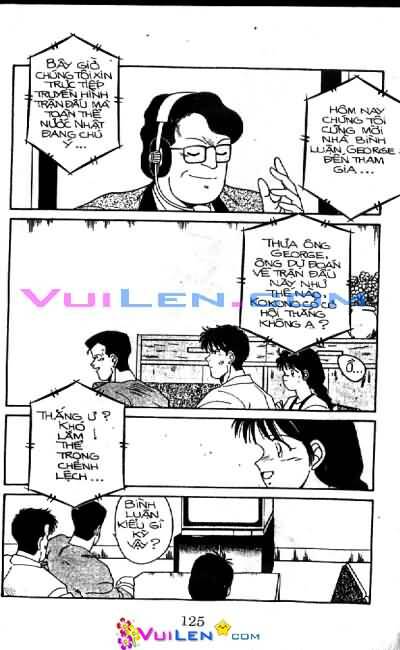 BÂY GIỜ
CHÚNG TÔI XIN
TRỰC TIẾP
TRUYỀN HÌNH
TRẬN ĐẤU MÀ
TOÀN THỂ
NƯỚC NHẬT
ĐANG CHÚ
Ý...
HÔM NAY
CHÚNG TÔI
CŨNG MỜI
NHÀ BÌNH
LUẬN GEORGE
ĐẾN THAM
GIA...
THƯA ÔNG
GEORGE,
ÔNG DỰ ĐOÁN
VỀ TRẬN ĐẤU
NÀY NHƯ
THẾ NÀO,
KOKONO CÓ CƠ
HỘI THẮNG
KHÔNG Ạ?
Ơ...
VUILEN.COM
THẮNG Ư?
KHÓ
LẮM!
THẾ
TRỌNG
CHÊNH
LỆCH...
BÌNH
LUẬN
KIỂU GÌ
KỲ
VẬY?
125
VUILEN.COM